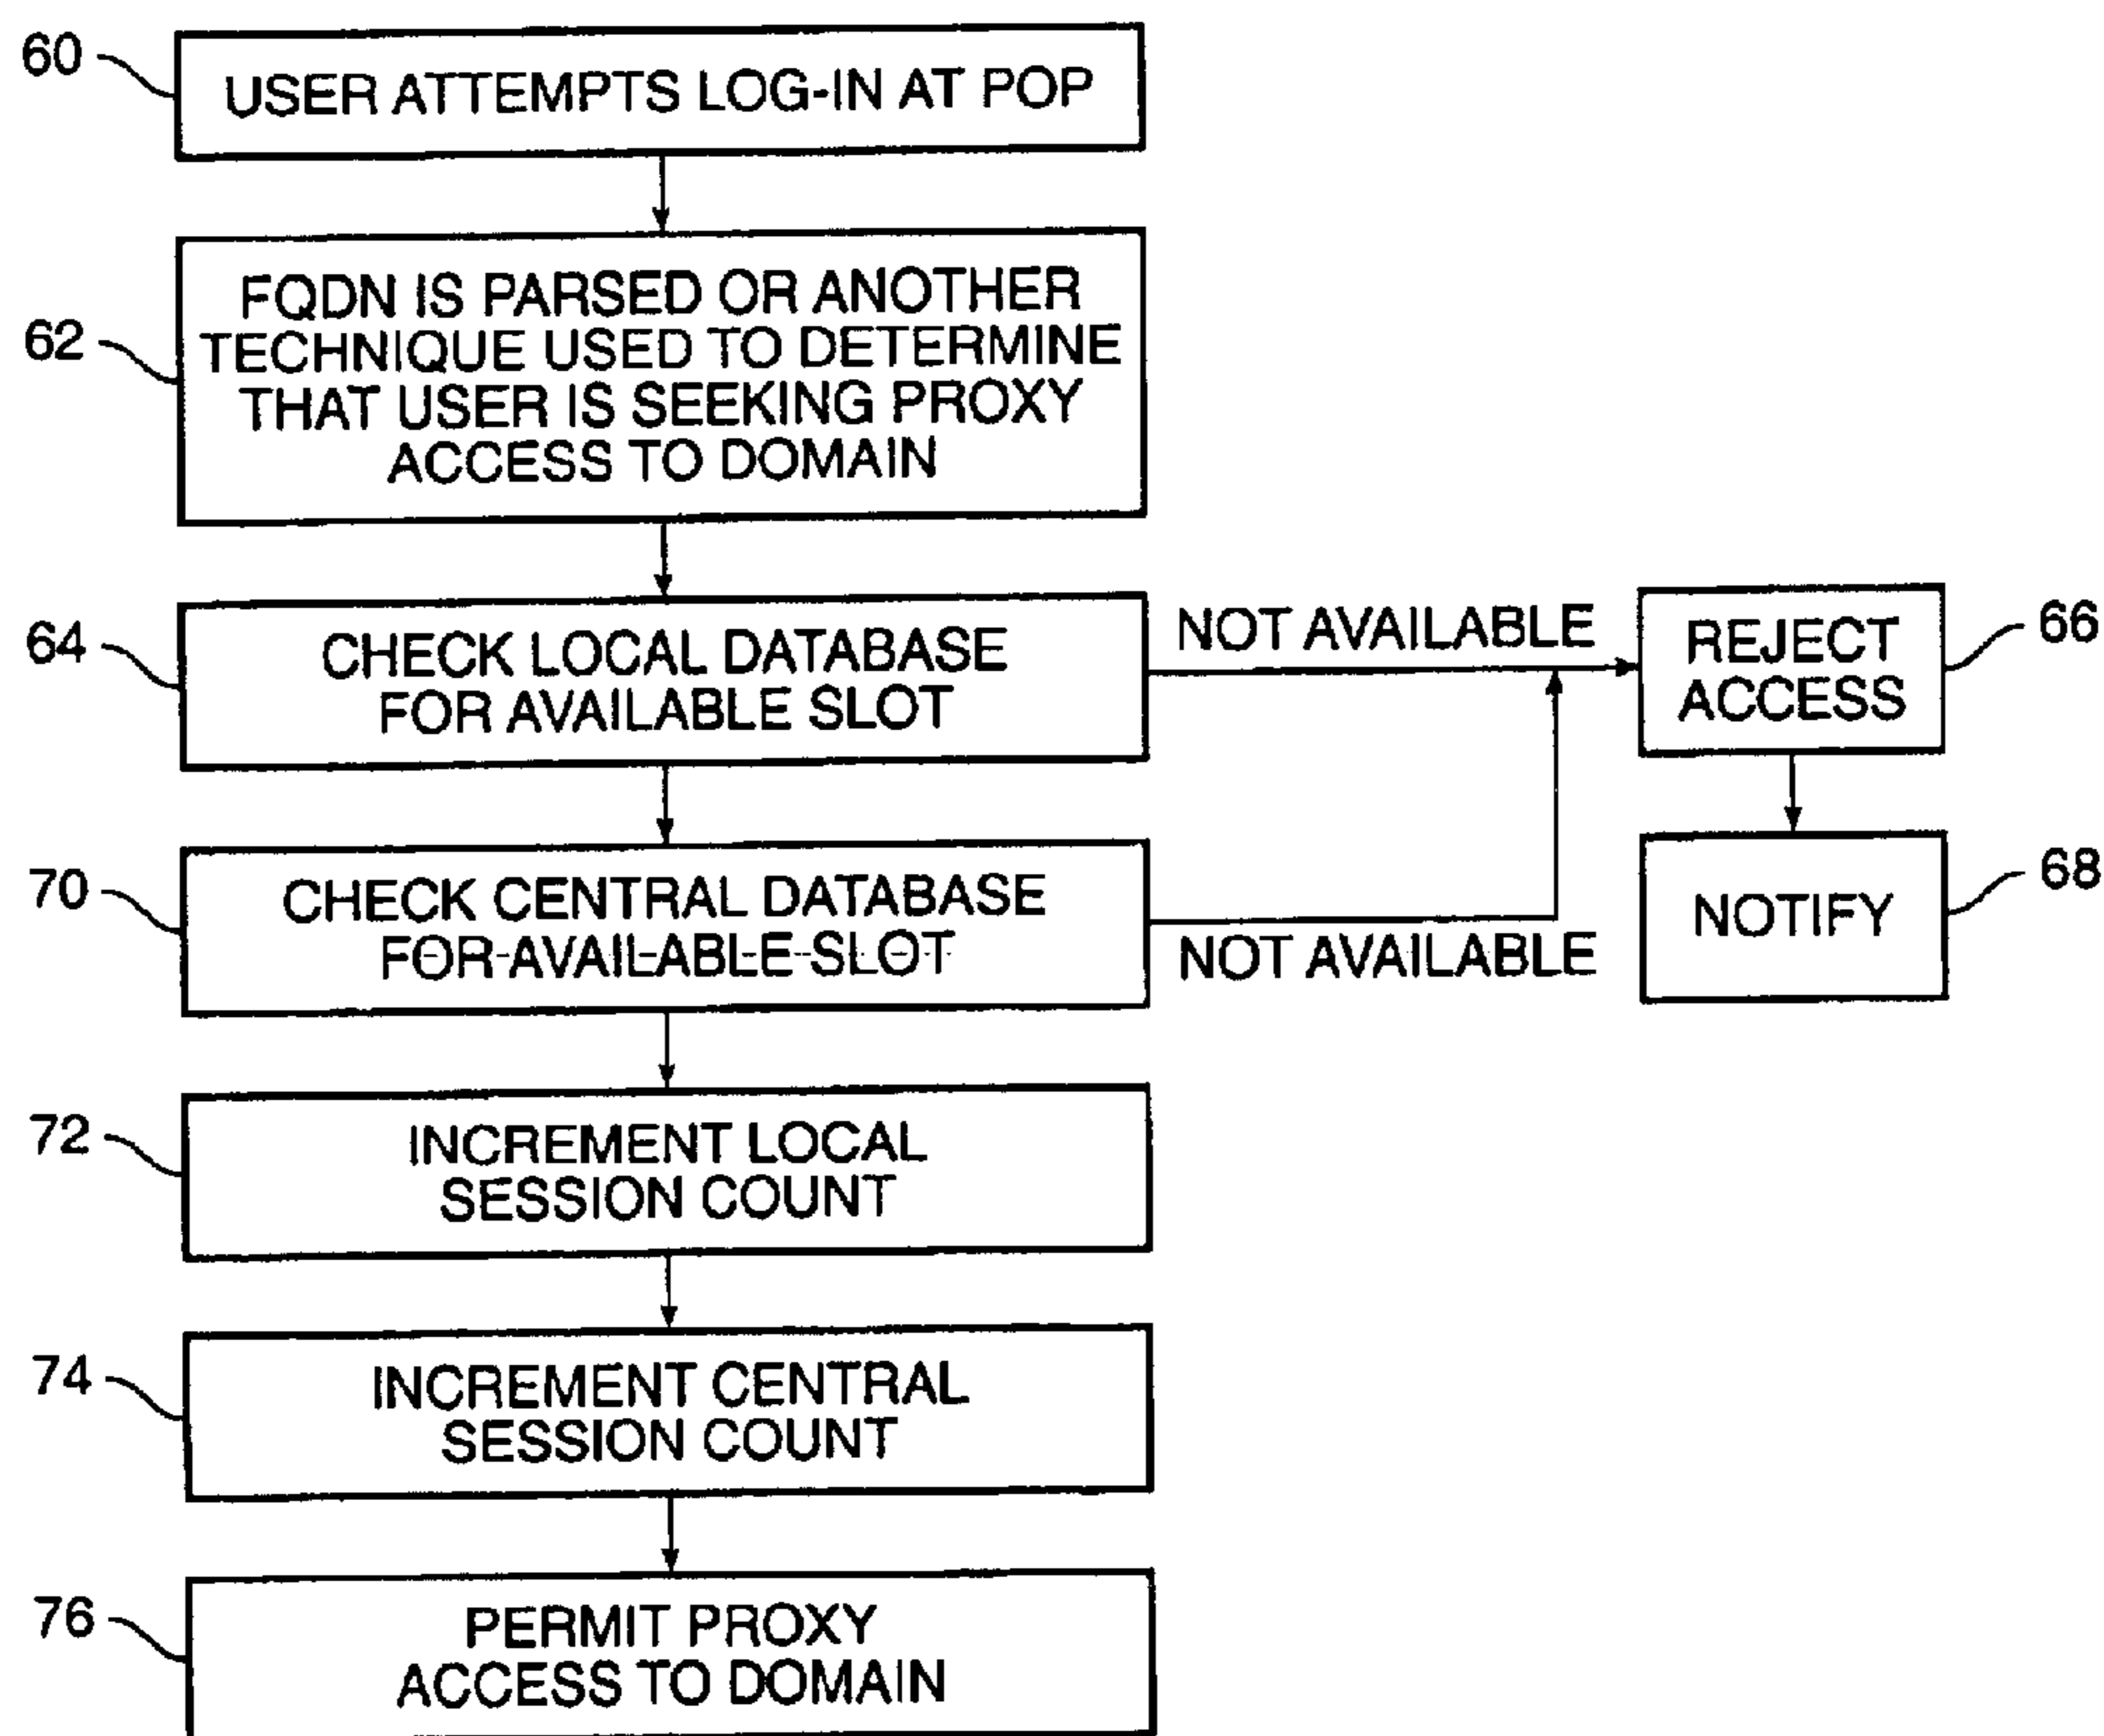 60
USER ATTEMPTS LOG-IN AT POP
62
FQDN IS PARSED OR ANOTHER
TECHNIQUE USED TO DETERMINE
THAT USER IS SEEKING PROXY
ACCESS TO DOMAIN
64
CHECK LOCAL DATABASE
FOR AVAILABLE SLOT
NOT AVAILABLE
REJECT
ACCESS
66
70
CHECK CENTRAL DATABASE
FOR AVAILABLE SLOT
NOT AVAILABLE
NOTIFY
68
72
INCREMENT LOCAL
SESSION COUNT
74
INCREMENT CENTRAL
SESSION COUNT
76
PERMIT PROXY
ACCESS TO DOMAIN